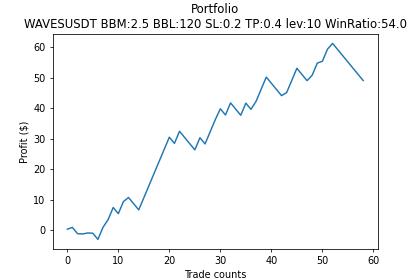 Portfolio
WAVESUSDT BBM:2.5 BBL:120 SL:0.2 TP:0.4 lev:10 WinRatio:54.0
60
50
40
30
20
10
0
Profit ($)
0 10 20 30 40 50 60
Trade counts